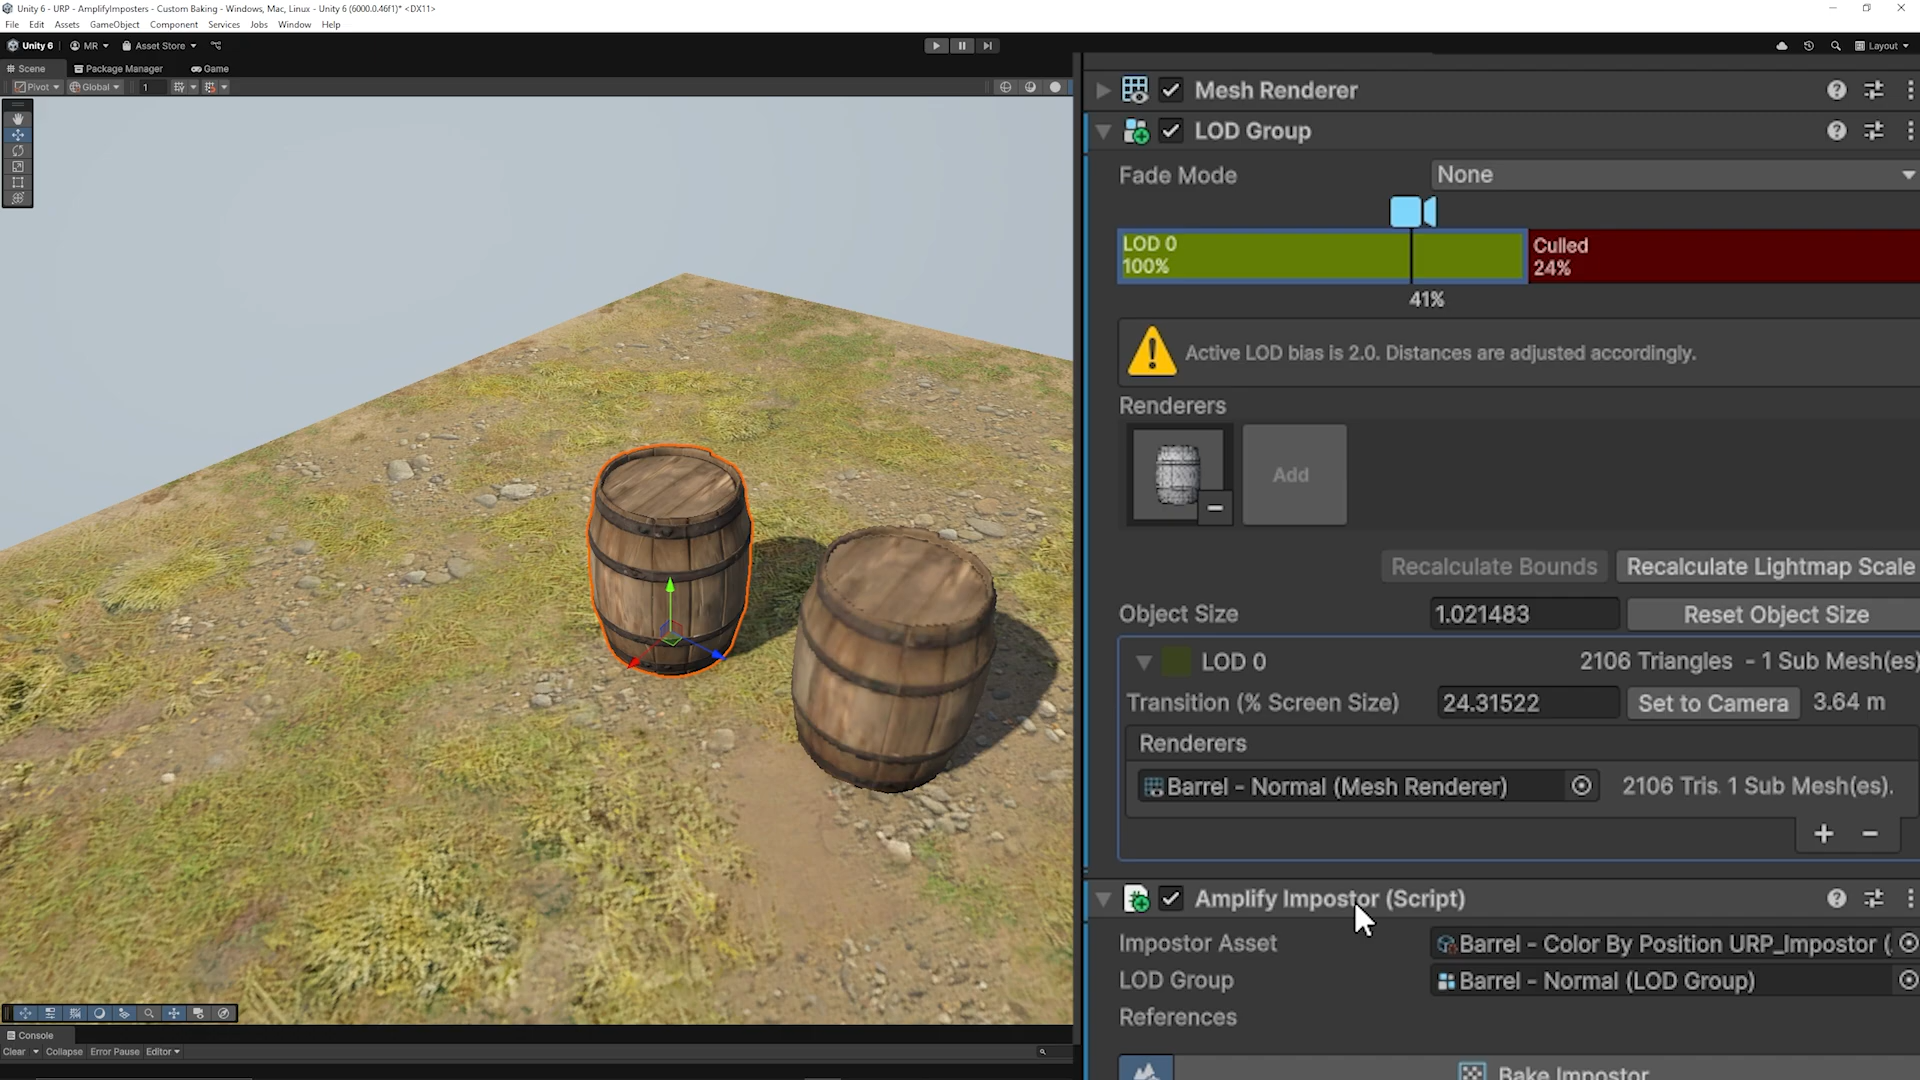 Unity 6 - URP - AmplifyImposters - Custom Baking - Windows, Mac, Linux - Unity 6 (6000.0.46f1)* <DX11>
File Edit Assets GameObject Component Services Jobs Window Help
Unity 6 MR Asset Store Layout
Scene Package Manager Game
Pivot Global 1
Mesh Renderer
LOD Group
Fade Mode None
LOD 0
100%
Culled
24%
41%
Active LOD bias is 2.0. Distances are adjusted accordingly.
Renderers
Add
Recalculate Bounds Recalculate Lightmap Scale
Object Size 1.021483 Reset Object Size
LOD 0 2106 Triangles - 1 Sub Mesh(es)
Transition (% Screen Size) 24.31522 Set to Camera 3.64 m
Renderers
Barrel - Normal (Mesh Renderer) 2106 Tris. 1 Sub Mesh(es).
+ -
Amplify Impostor (Script)
Impostor Asset Barrel - Color By Position URP_Impostor (
LOD Group Barrel - Normal (LOD Group)
References
Bake Impostor
Console
Clear Collapse Error Pause Editor